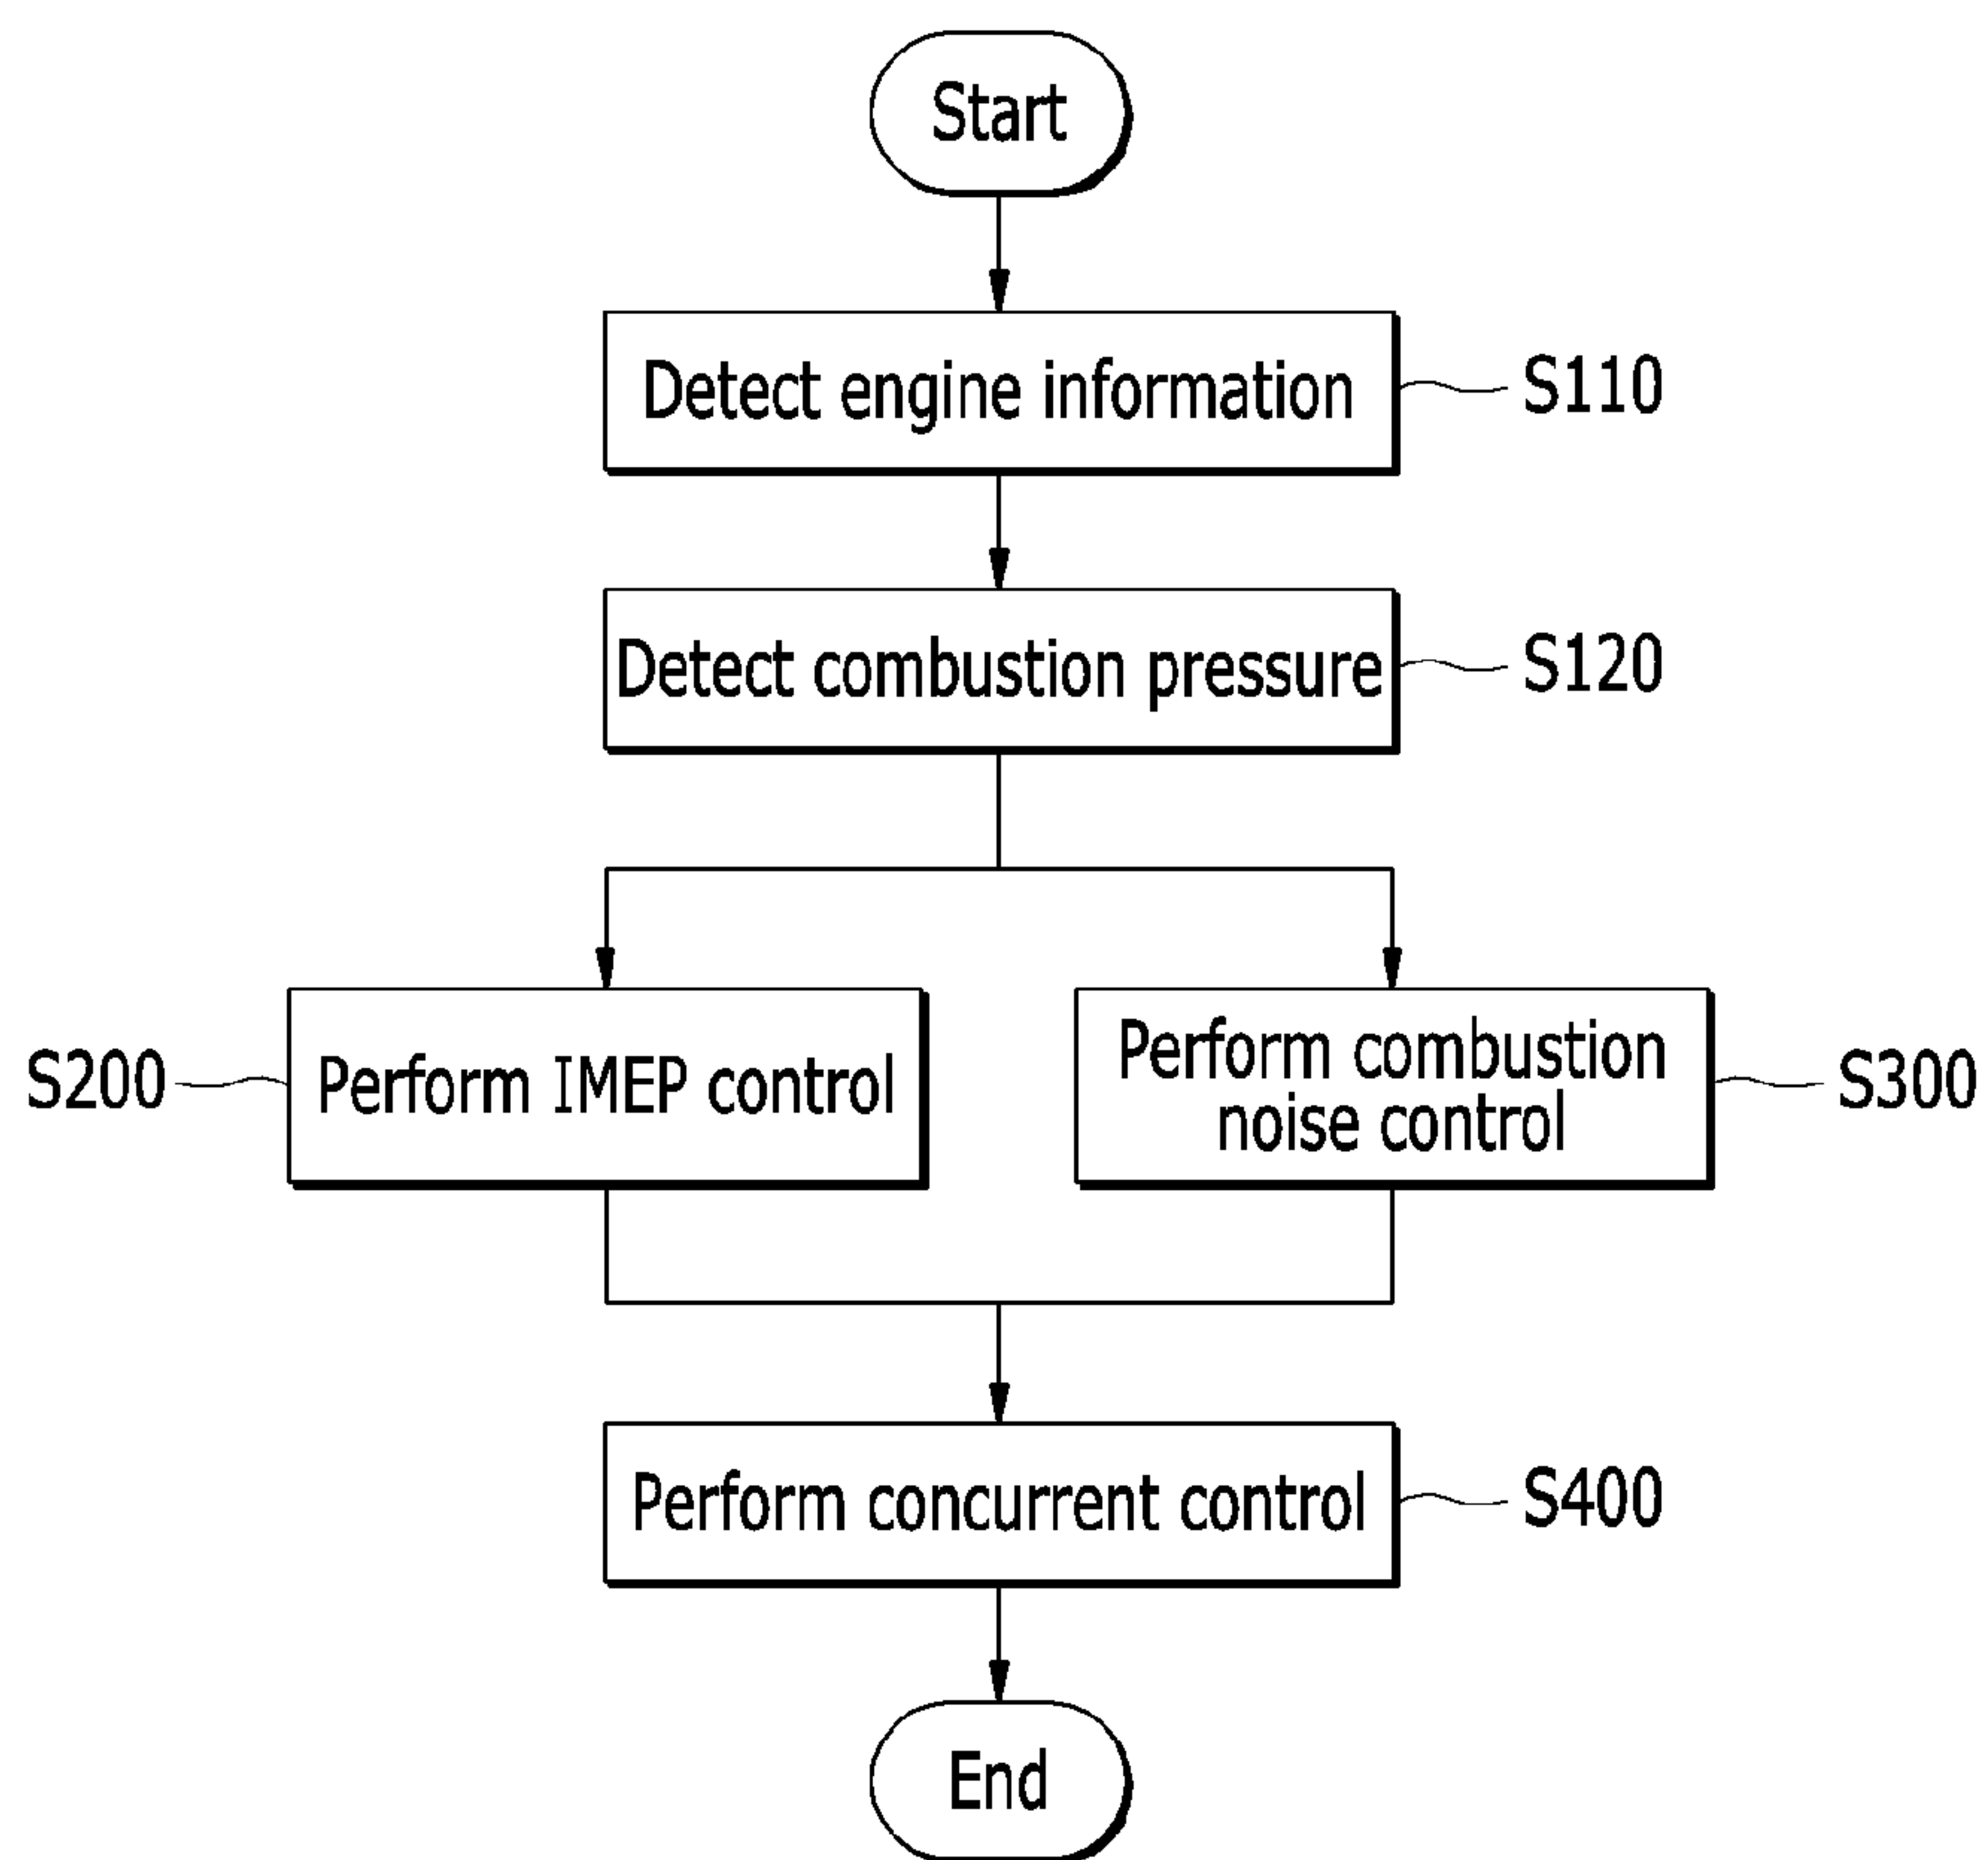 Start
Detect engine information
S110
Detect combustion pressure
S120
S200
Perform IMEP control
Perform combustion
noise control
S300
Perform concurrent control
S400
End